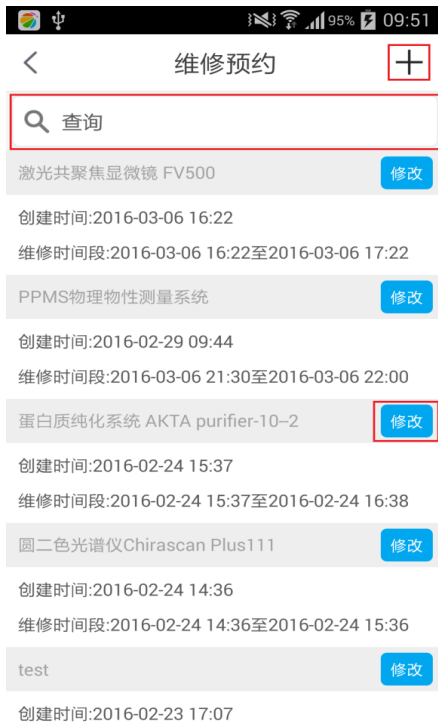 95% 09:51
维修预约
查询
激光共聚焦显微镜 FV500 修改
创建时间:2016-03-06 16:22
维修时间段:2016-03-06 16:22至2016-03-06 17:22
PPMS物理物性测量系统 修改
创建时间:2016-02-29 09:44
维修时间段:2016-03-06 21:30至2016-03-06 22:00
蛋白质纯化系统 AKTA purifier-10–2 修改
创建时间:2016-02-24 15:37
维修时间段:2016-02-24 15:37至2016-02-24 16:38
圆二色光谱仪Chirascan Plus111 修改
创建时间:2016-02-24 14:36
维修时间段:2016-02-24 14:36至2016-02-24 15:36
test 修改
创建时间:2016-02-23 17:07